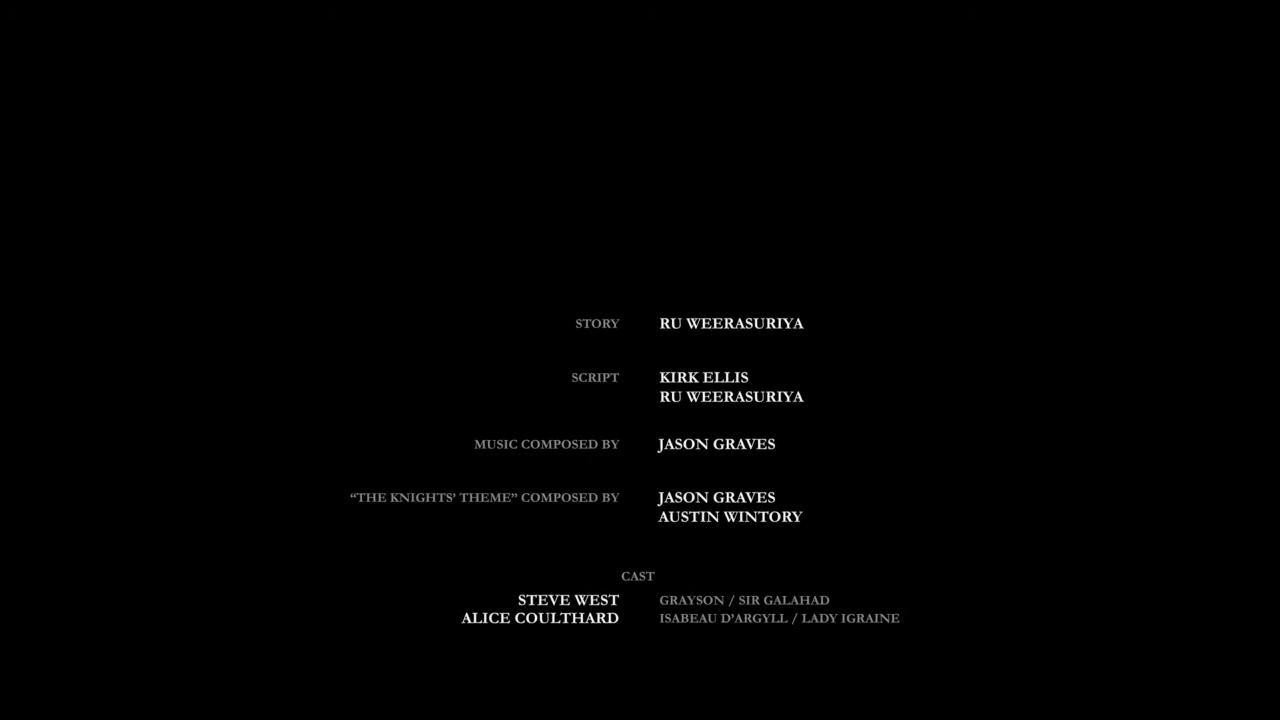 STORY RU WEERASURIYA
SCRIPT KIRK ELLIS
RU WEERASURIYA
MUSIC COMPOSED BY JASON GRAVES
“THE KNIGHTS’ THEME” COMPOSED BY JASON GRAVES
AUSTIN WINTORY
CAST
STEVE WEST GRAYSON / SIR GALAHAD
ALICE COULTHARD ISABEAU D’ARGYLL / LADY IGRAINE